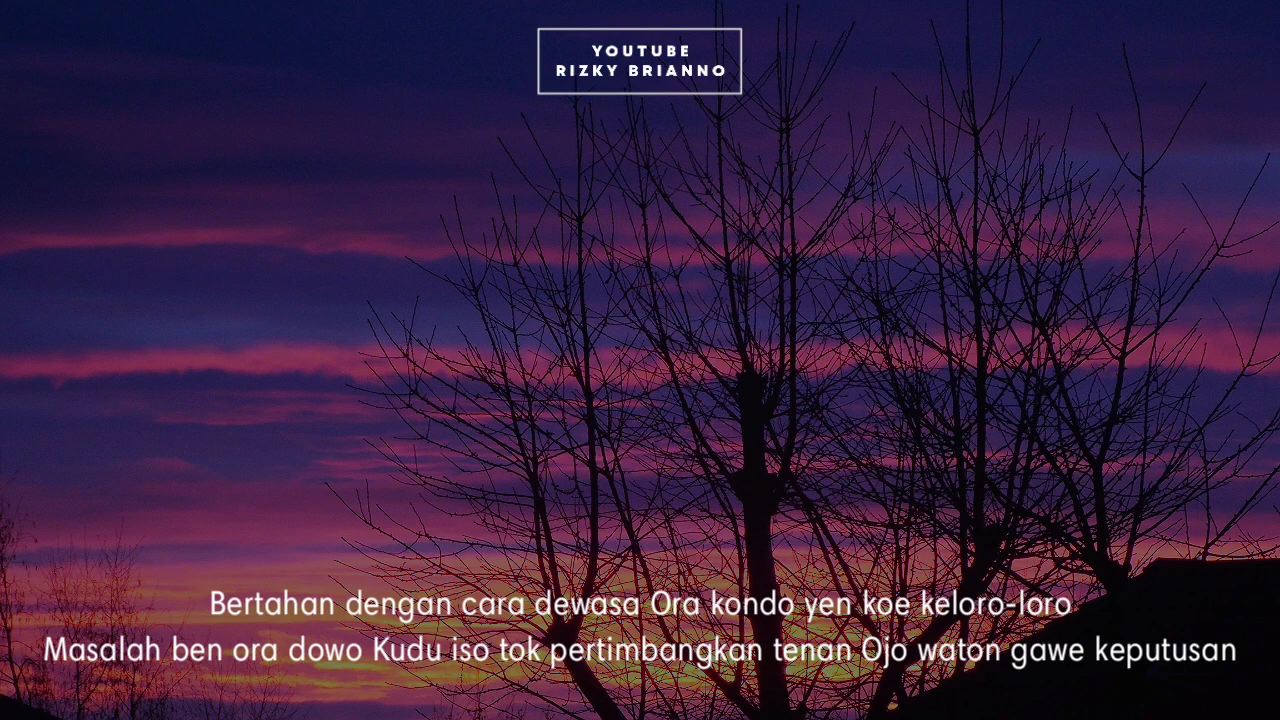 YOUTUBE
RIZKY BRIANNO
Bertahan dengan cara dewasa Ora kondo yen koe keloro-loro
Masalah ben ora dowo Kudu iso tok pertimbangkan tenan Ojo waton gawe keputusan